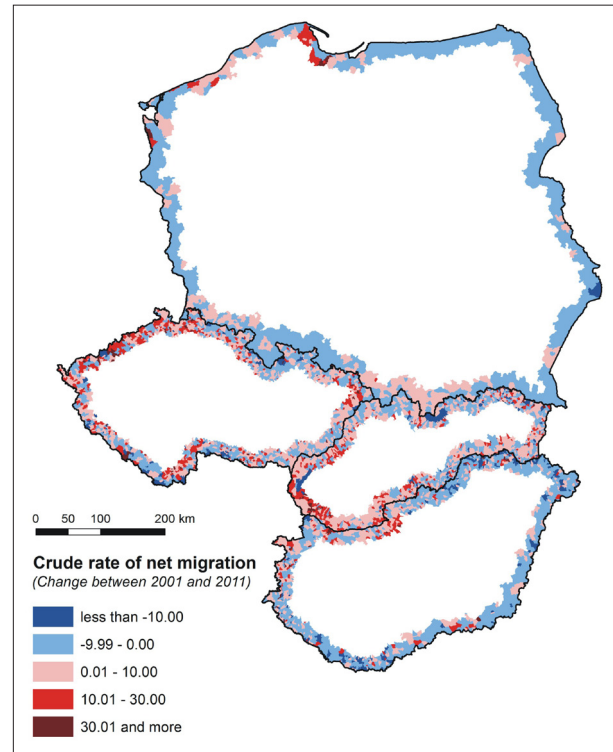 0 50 100 200 km
Crude rate of net migration
(Change between 2001 and 2011)
less than -10.00
-9.99 - 0.00
0.01 - 10.00
10.01 - 30.00
30.01 and more